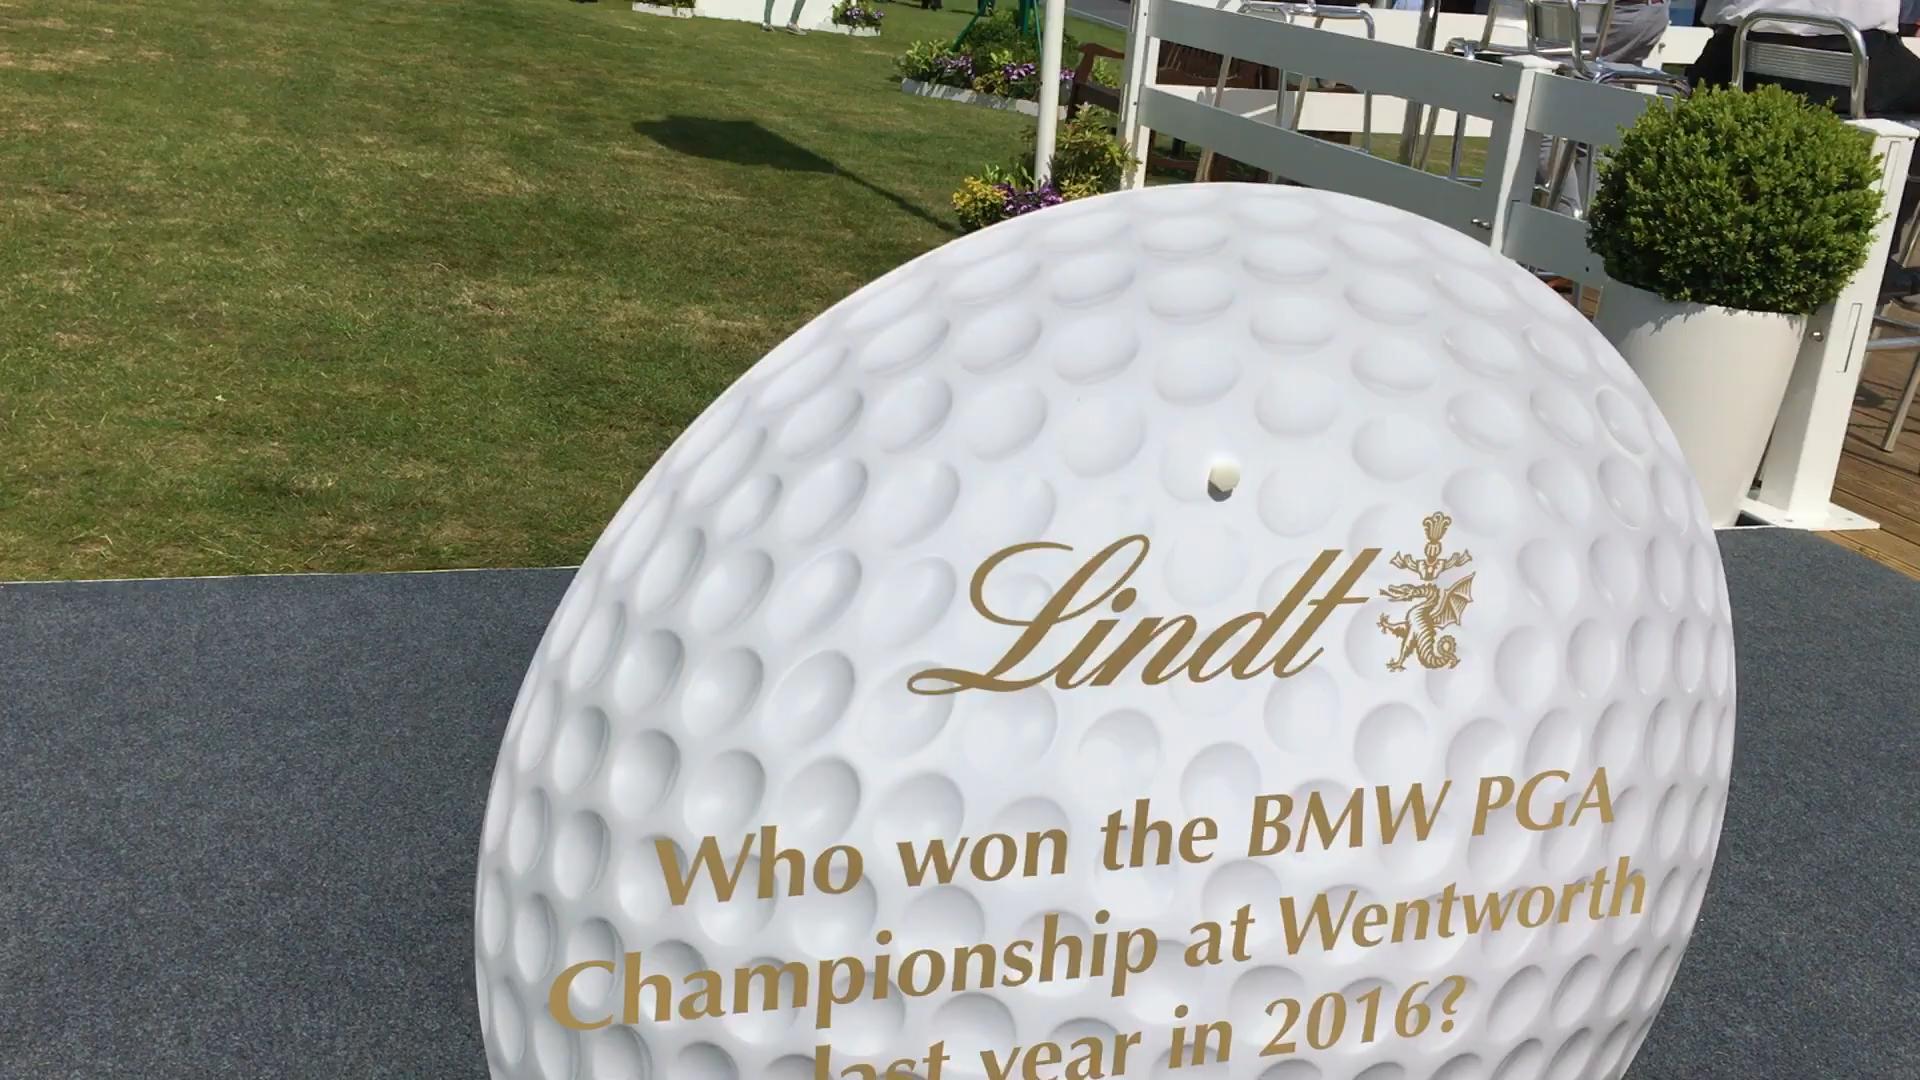 Lindt
Who won the BMW PGA
Championship at Wentworth
last year in 2016?